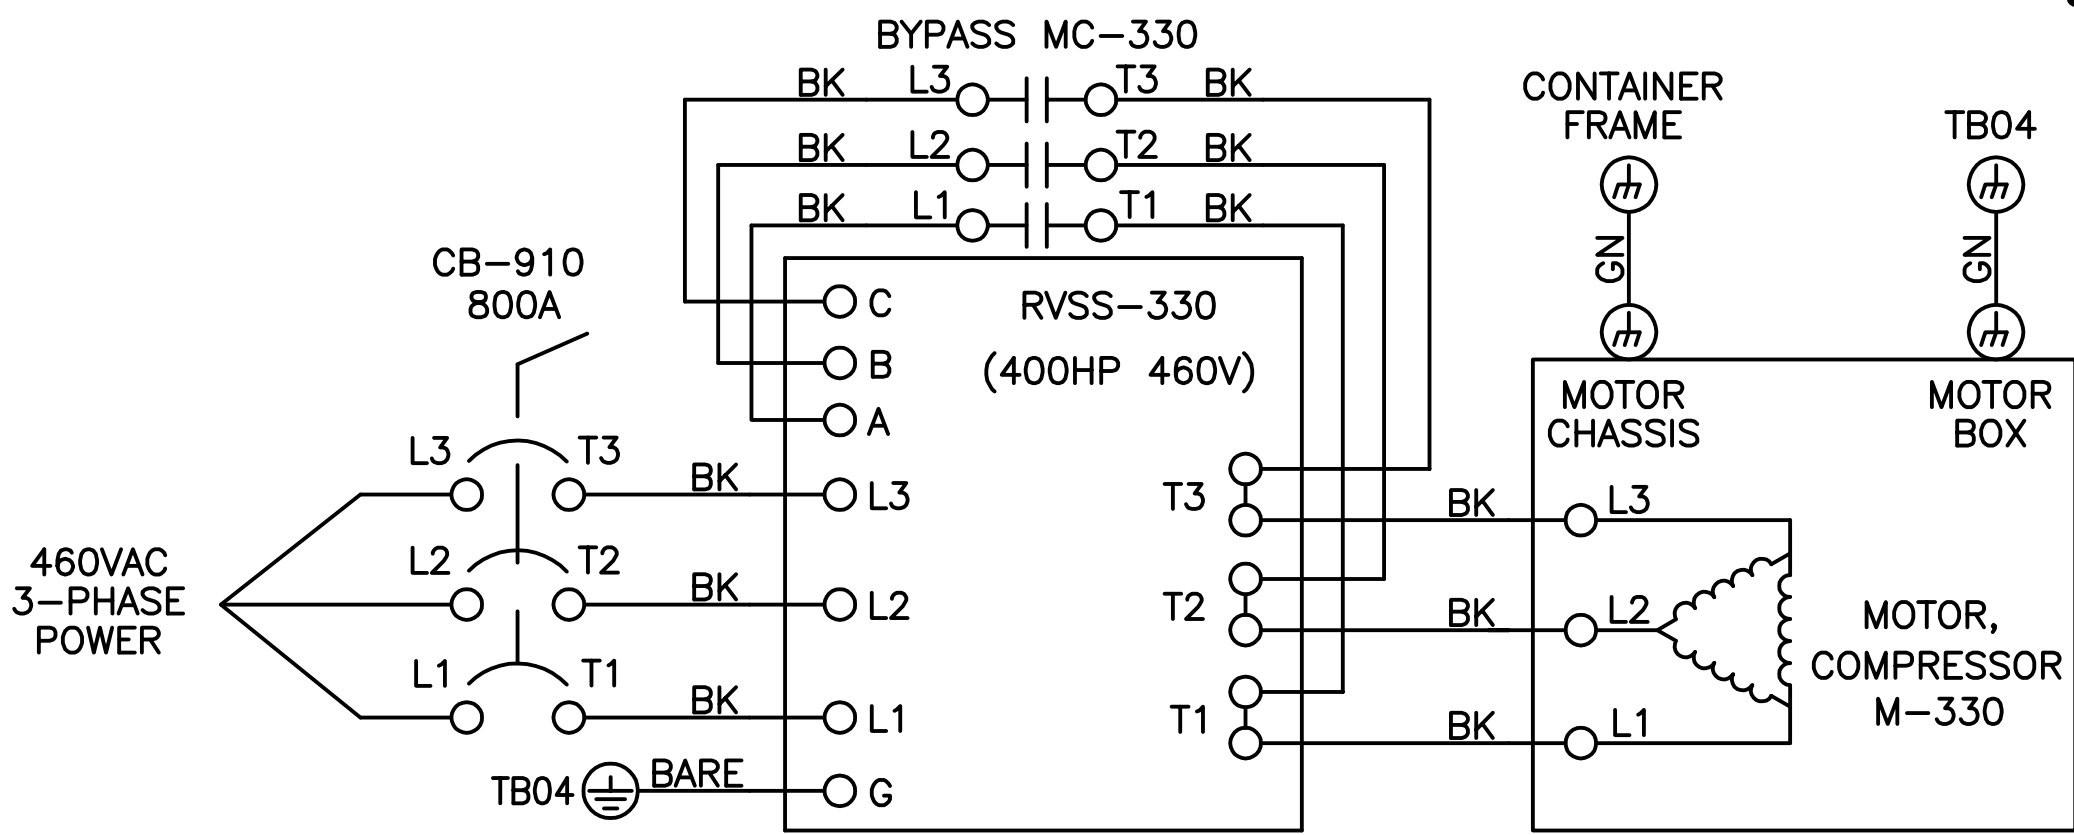 BYPASS MC-330
BK L3 T3 BK
BK L2 T2 BK
BK L1 T1 BK
CONTAINER
FRAME
TB04
GN
GN
CB-910
800A
C
B
A
RVSS-330
(400HP 460V)
MOTOR
CHASSIS
MOTOR
BOX
L3 T3 BK L3
L2 T2 BK L2
L1 T1 BK L1
460VAC
3-PHASE
POWER
TB04 BARE G
T3 BK L3
T2 BK L2
T1 BK L1
MOTOR,
COMPRESSOR
M-330